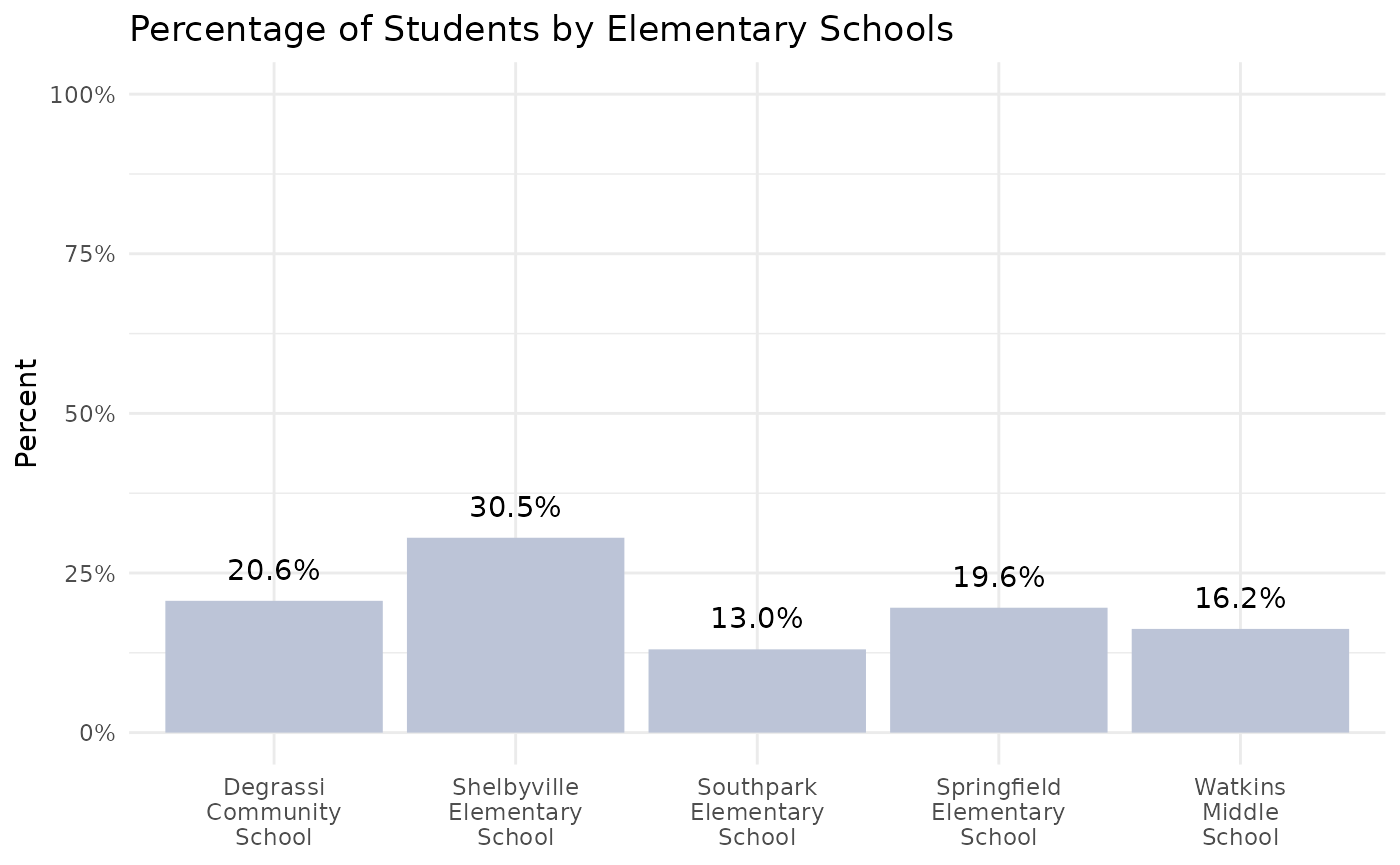 Percentage of Students by Elementary Schools
100%
75%
50%
25%
0%
Percent
20.6%
30.5%
13.0%
19.6%
16.2%
Degrassi
Community
School
Shelbyville
Elementary
School
Southpark
Elementary
School
Springfield
Elementary
School
Watkins
Middle
School